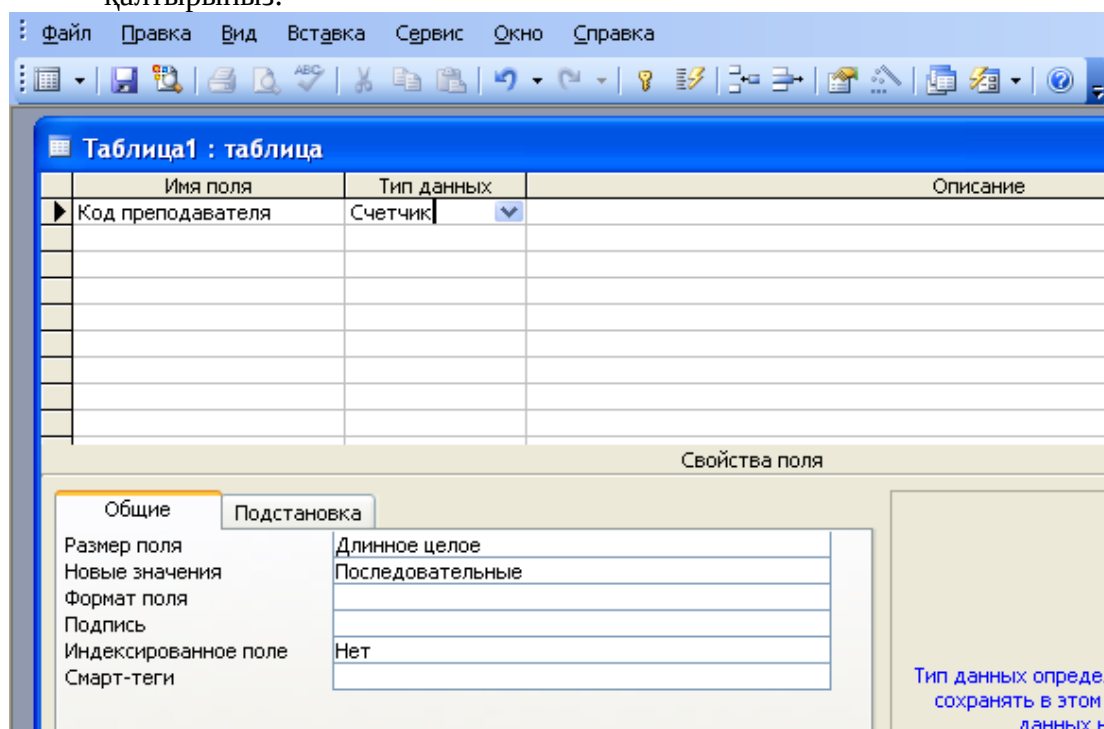 қалтырыңыз.
Файл Правка Вид Вставка Сервис Окно Справка
Таблица1 : таблица
Имя поля Тип данных Описание
Код преподавателя Счетчик
Свойства поля
Общие Подстановка
Размер поля Длинное целое
Новые значения Последовательные
Формат поля
Подпись
Индексированное поле Нет
Смарт-теги
Тип данных опреде
сохранять в этом
данных н